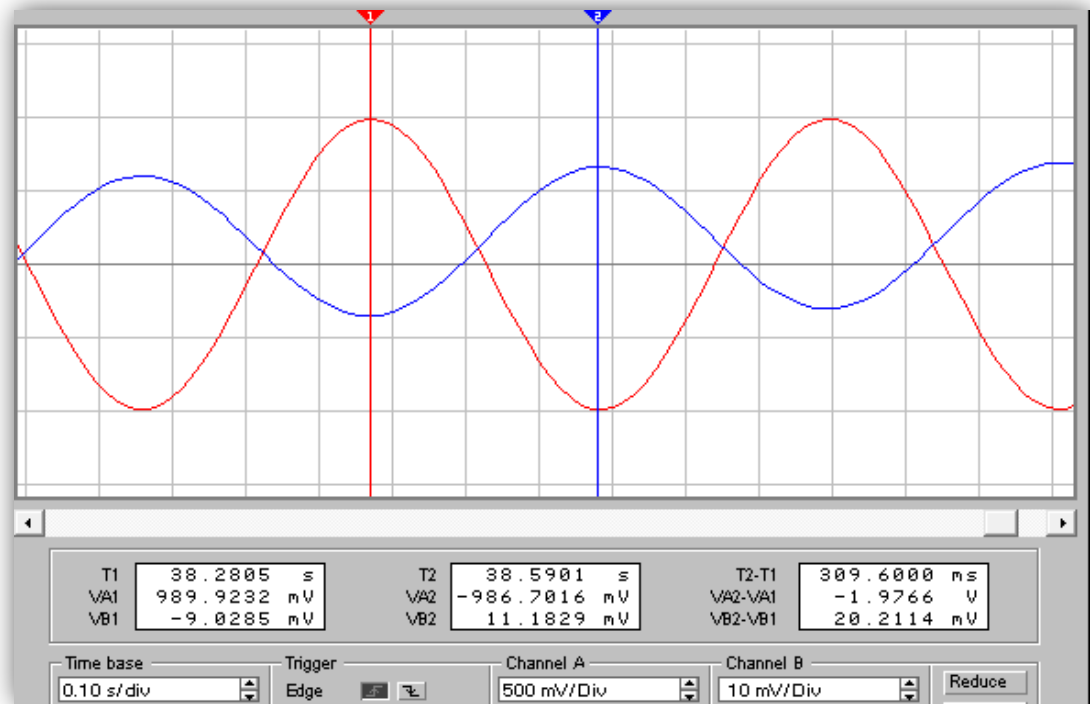 1 2
T1 38.2805 s T2 38.5901 s T2-T1 309.6000 ms
VA1 989.9232 mV VA2 -986.7016 mV VA2-VA1 -1.9766 V
VB1 -9.0285 mV VB2 11.1829 mV VB2-VB1 20.2114 mV
Time base Trigger Channel A Channel B
0.10 s/div Edge 500 mV/Div 10 mV/Div Reduce